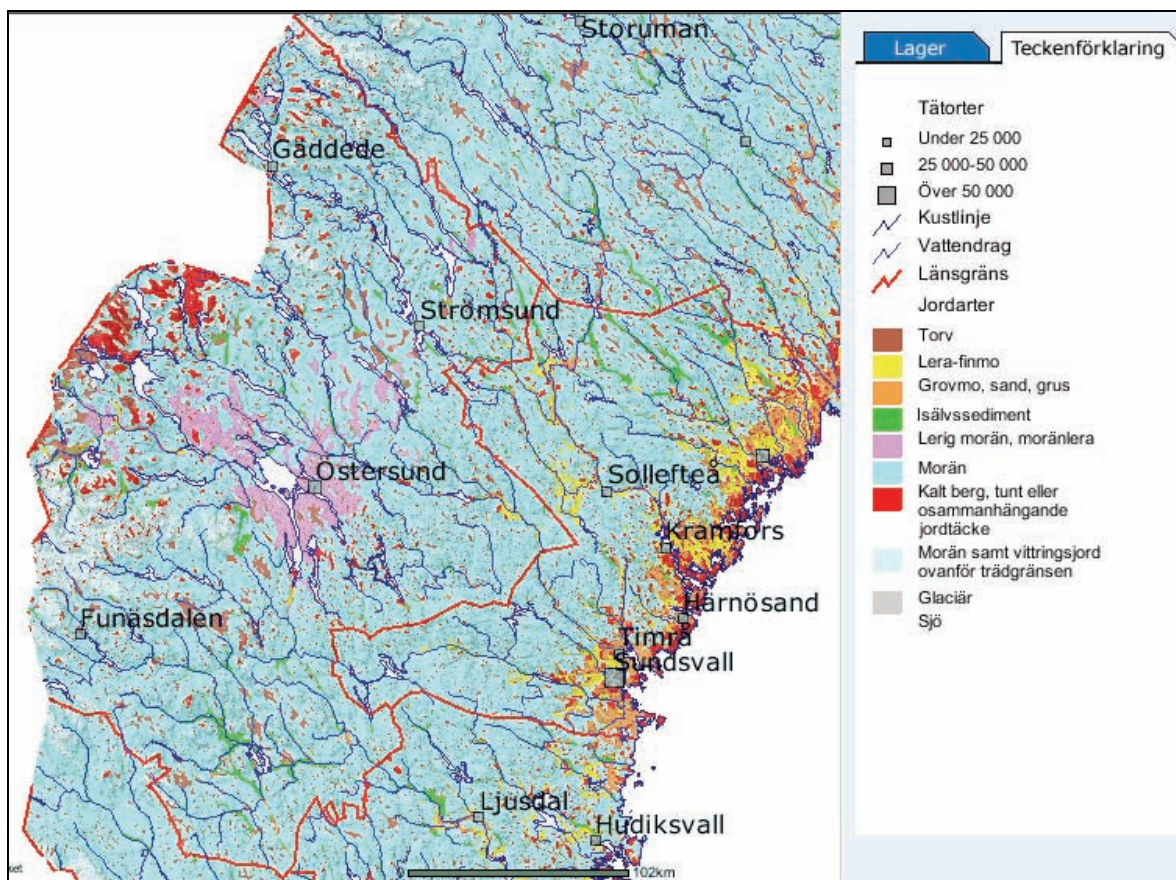 Storuman
Gäddede
Strömsund
Östersund
Sollefteå
Kramfors
Härnösand
Funäsdalen
Timrå
Sundsvall
Ljusdal
Hudiksvall
ket
0
102km
Lager
Teckenförklaring
Tätorter
Under 25 000
25 000-50 000
Över 50 000
Kustlinje
Vattendrag
Länsgräns
Jordarter
Torv
Lera-finmo
Grovmo, sand, grus
Isälvssediment
Lerig morän, moränlera
Morän
Kalt berg, tunt eller
osammanhängande
jordtäcke
Morän samt vittringsjord
ovanför trädgränsen
Glaciär
Sjö